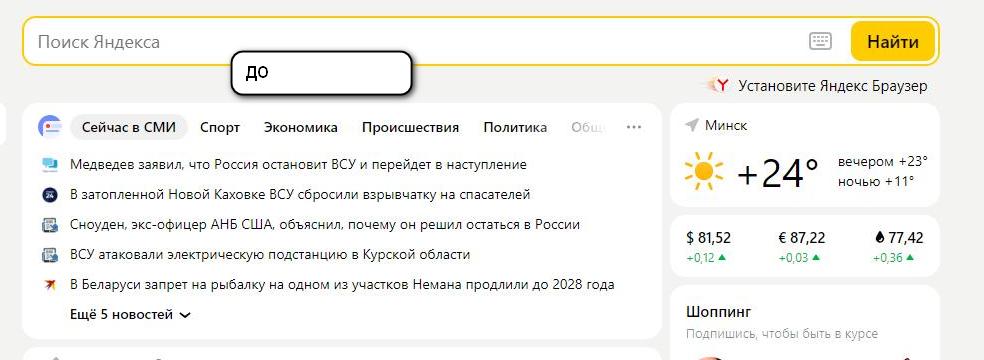 Поиск Яндекса
Найти
до
Установите Яндекс Браузер
Сейчас в СМИ Спорт Экономика Происшествия Политика Общ
Медведев заявил, что Россия остановит ВСУ и перейдет в наступление
В затопленной Новой Каховке ВСУ сбросили взрывчатку на спасателей
Сноуден, экс-офицер АНБ США, объяснил, почему он решил остаться в России
ВСУ атаковали электрическую подстанцию в Курской области
В Беларуси запрет на рыбалку на одном из участков Немана продлили до 2028 года
Ещё 5 новостей
Минск
+24°
вечером +23°
ночью +11°
$ 81,52 € 87,22 77,42
+0,12 +0,03 +0,36
Шоппинг
Подпишись, чтобы быть в курсе